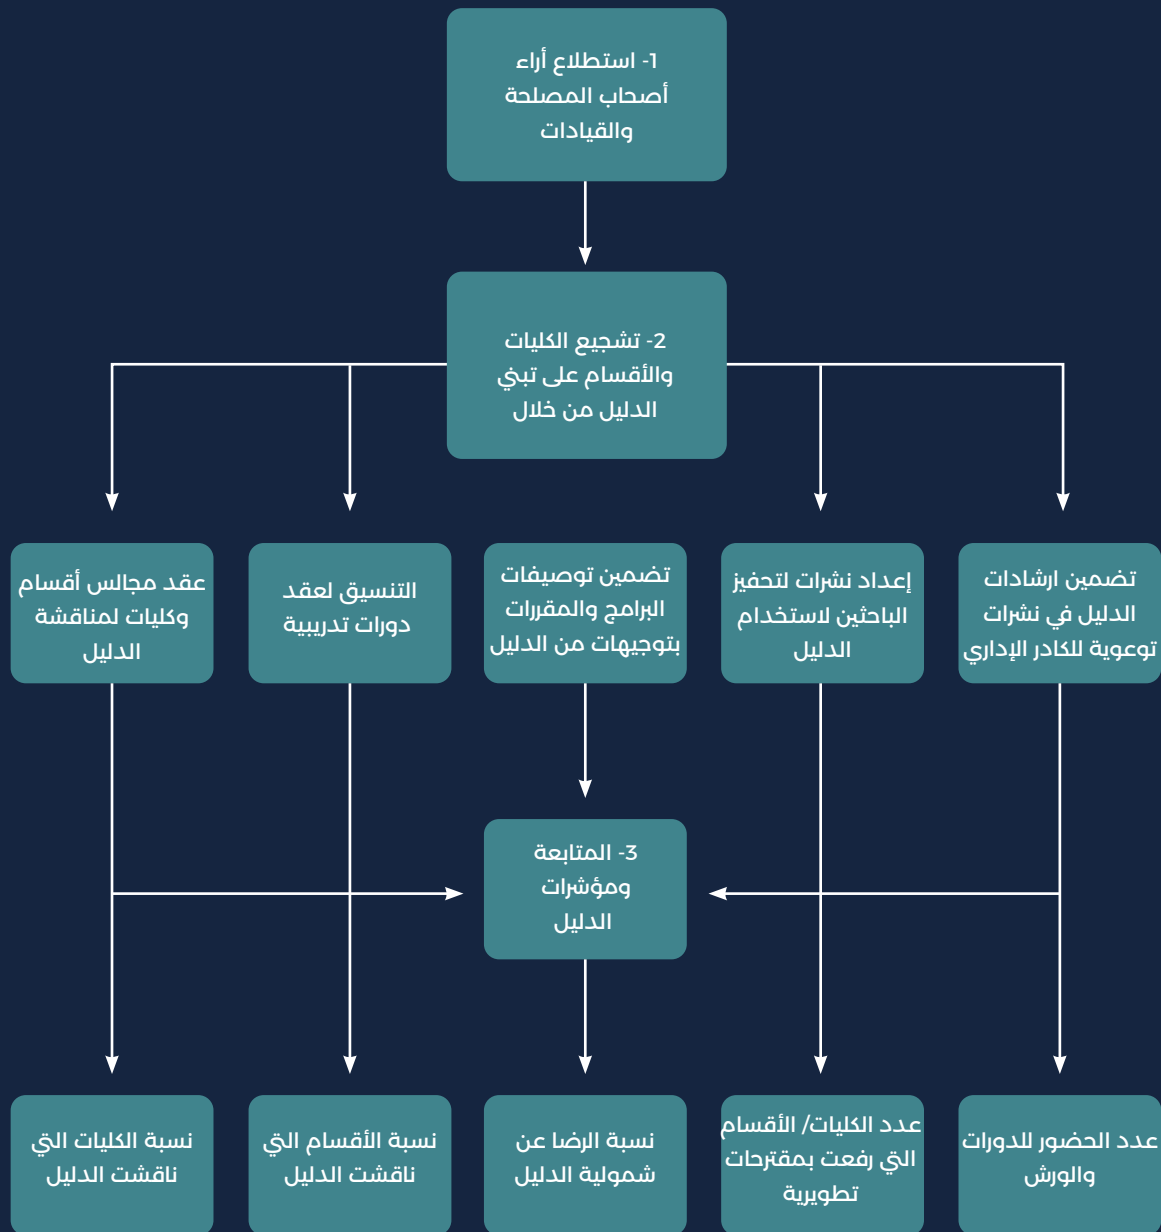 1- استطلاع أراء
أصحاب المصلحة
والقيادات
2- تشجيع الكليات
والأقسام على تبني
الدليل من خلال
تضمين ارشادات
الدليل في نشرات
توعوية للكادر الإداري
إعداد نشرات لتحفيز
الباحثين لاستخدام
الدليل
تضمين توصيفات
البرامج والمقررات
بتوجيهات من الدليل
التنسيق لعقد
دورات تدريبية
عقد مجالس أقسام
وكليات لمناقشة
الدليل
3- المتابعة
ومؤشرات
الدليل
عدد الحضور للدورات
والورش
عدد الكليات/ الأقسام
التي رفعت بمقترحات
تطويرية
نسبة الرضا عن
شمولية الدليل
نسبة الأقسام التي
ناقشت الدليل
نسبة الكليات التي
ناقشت الدليل